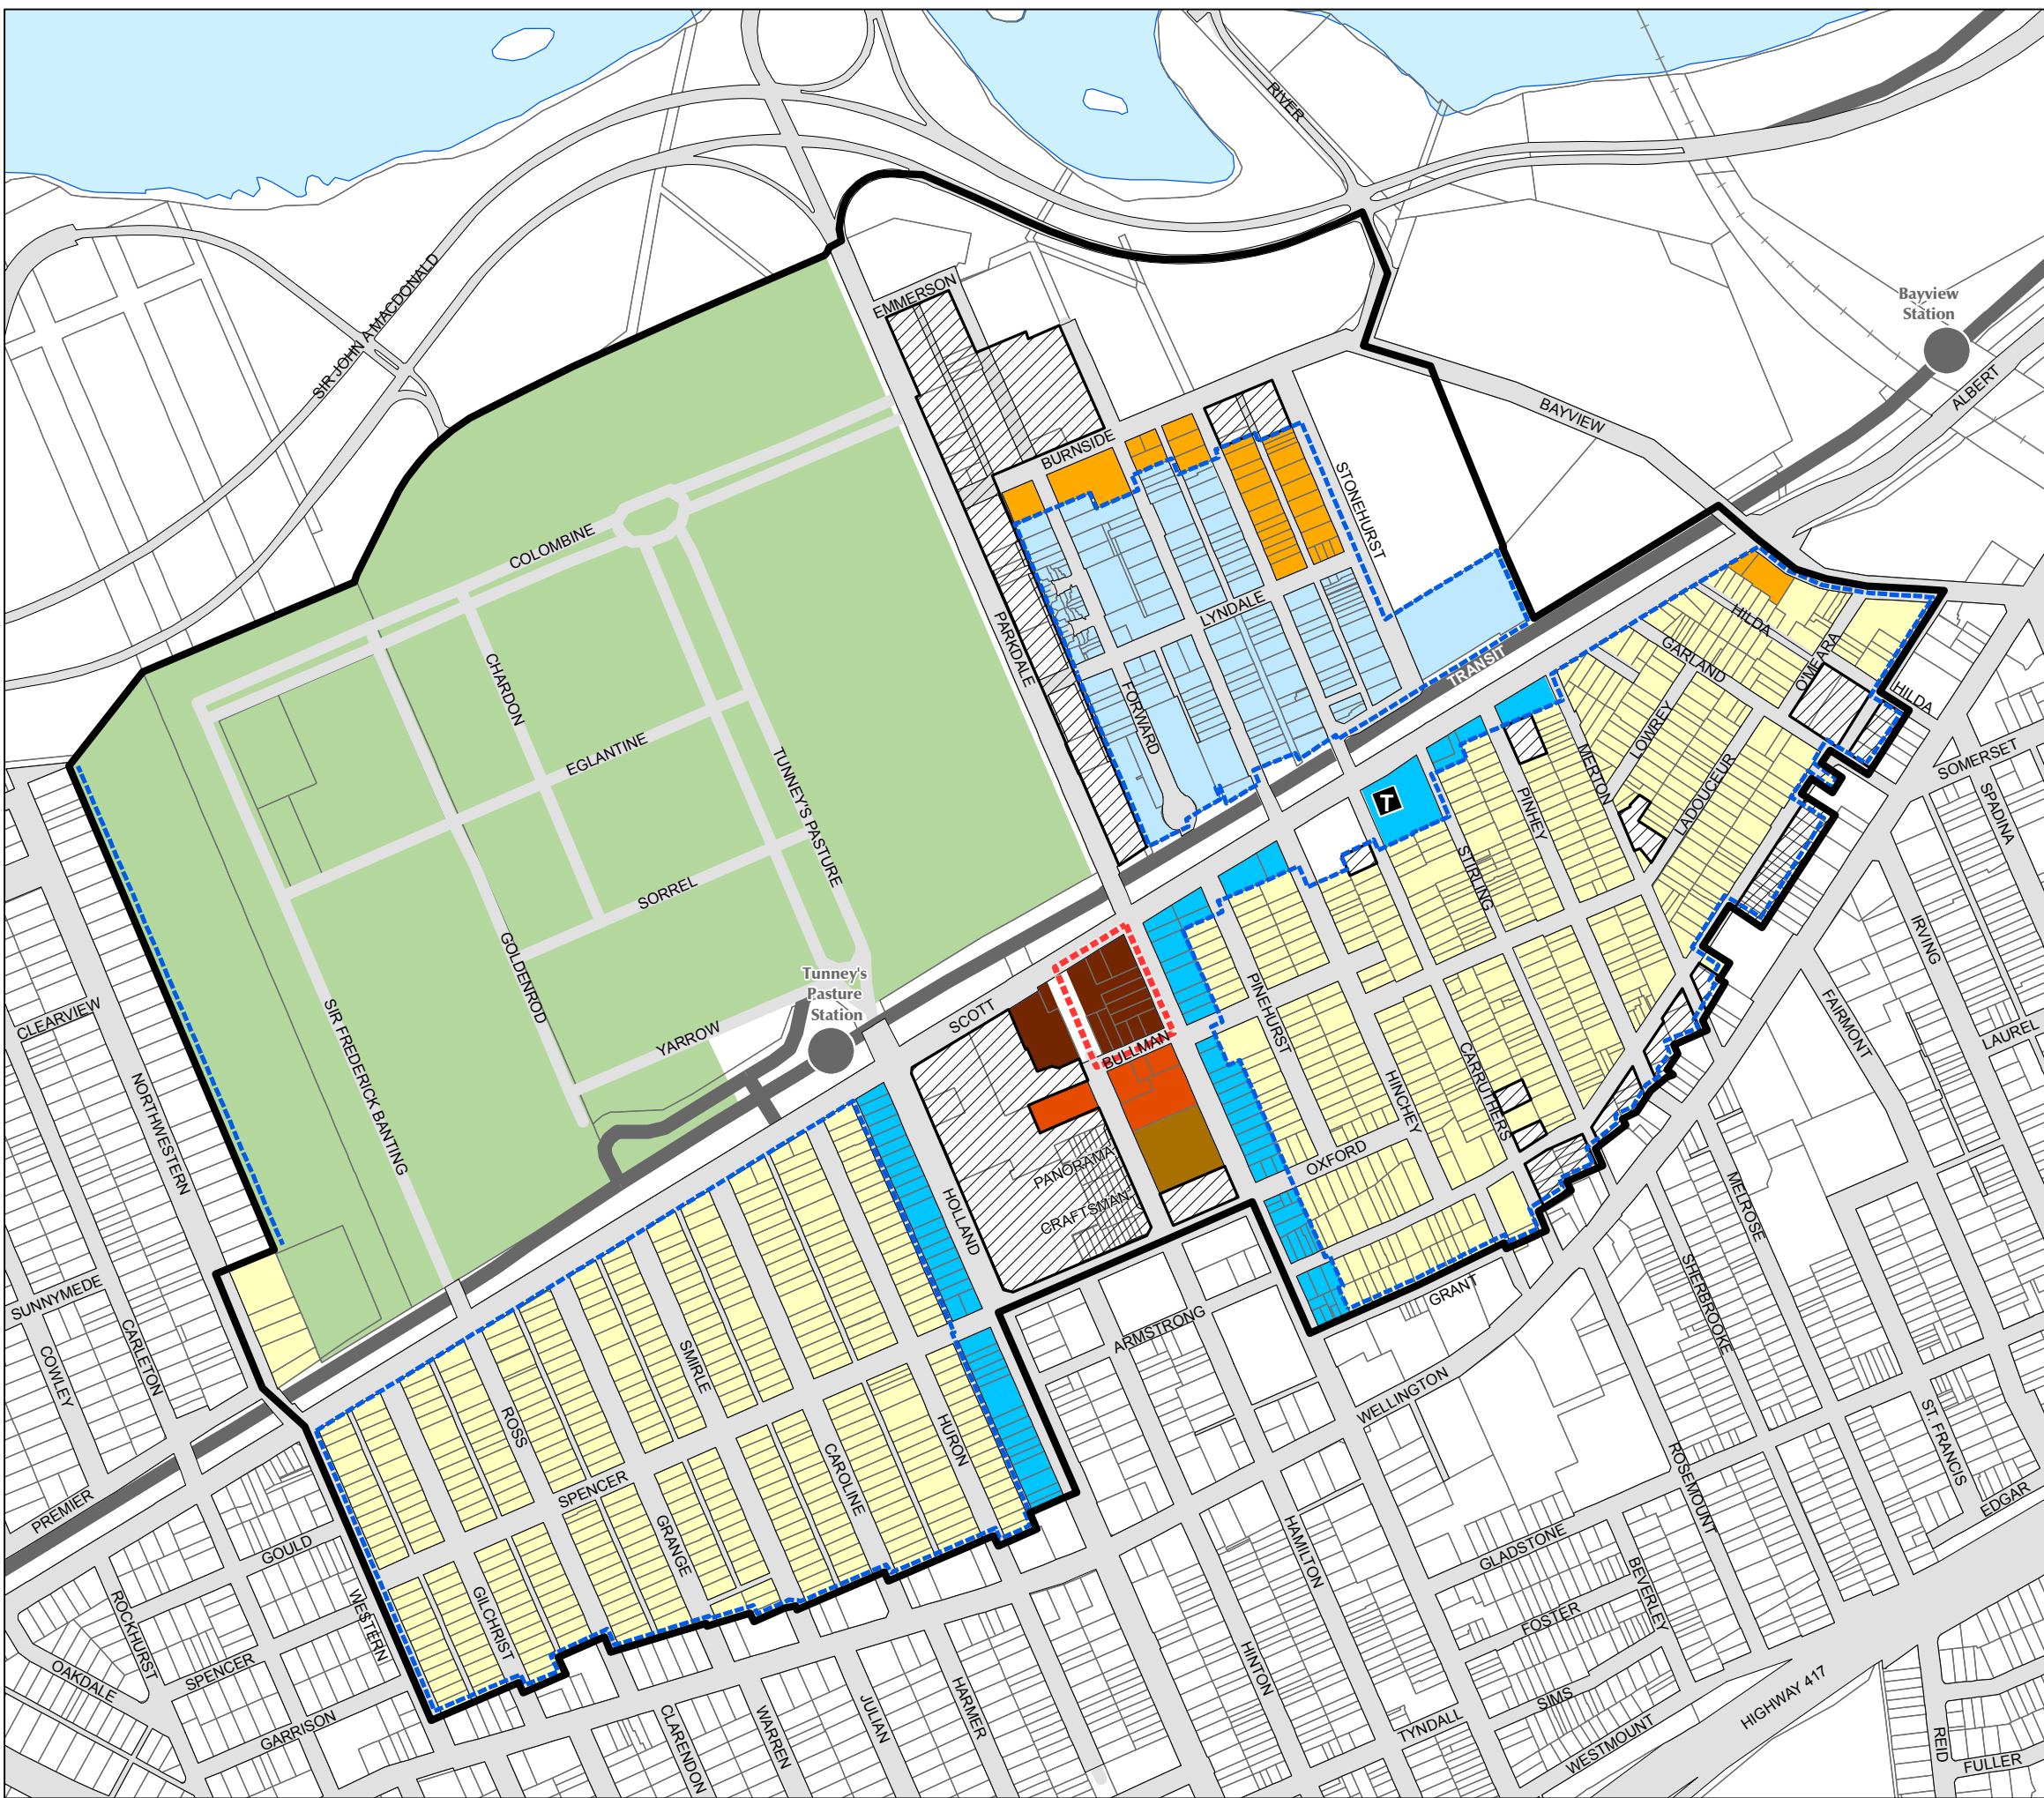 RIVER
SIR JOHN A MACDONALD
EMMERSON
Bayview
Station
ALBERT
BAYVIEW
BURNSIDE
STONEHURST
COLOMBINE
LYNDALE
PARKDALE
TRANSIT
HILDA
GARLAND
O'MEARA
HILDA
CHARDON
FORWARD
EGLANTINE
TUNNEY'S PASTURE
LOWREY
MERTON
LADOUCEUR
PINHEY
SOMERSET
SPADINA
T
STIRLING
SORREL
GOLDENROD
IRVING
Tunney's
Pasture
Station
SCOTT
PINEHURST
FAIRMONT
LAUREL
CLEARVIEW
NORTHWESTERN
SIR FREDERICK BANTING
YARROW
BULLMAN
HINCHEY
CARRUTHERS
OXFORD
PANORAMA
CRAFTSMAN
HOLLAND
MELROSE
SHERBROOKE
SUNNYMEDE
COWLEY
CARLETON
GRANT
ARMSTRONG
WELLINGTON
SMIRLE
ROSS
CAROLINE
HURON
SPENCER
GRANGE
ST. FRANCIS
ROSEMOUNT
EDGAR
PREMIER
GOULD
HAMILTON
GLADSTONE
BEVERLEY
FOSTER
ROCKHURST
WESTERN
GILCHRIST
SPENCER
OAKDALE
GARRISON
CLARENDON
WARREN
JULIAN
HARMER
HINTON
SIMS
TYNDALL
WESTMOUNT
HIGHWAY 417
REID
FULLER